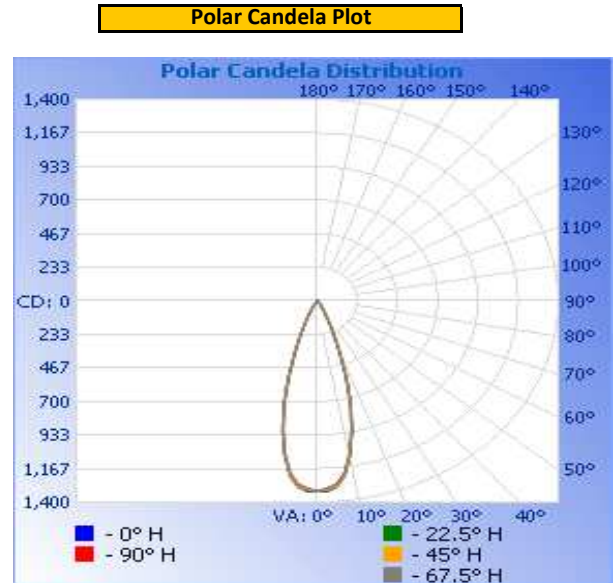 Polar Candela Plot
Polar Candela Distribution
180° 170° 160° 150° 140°
1,400
1,167
933
700
467
233
CD: 0
233
467
700
933
1,167
1,400
130°
120°
110°
100°
90°
80°
70°
60°
50°
VA: 0° 10° 20° 30° 40°
- 0° H
- 90° H
- 22.5° H
- 45° H
- 67.5° H